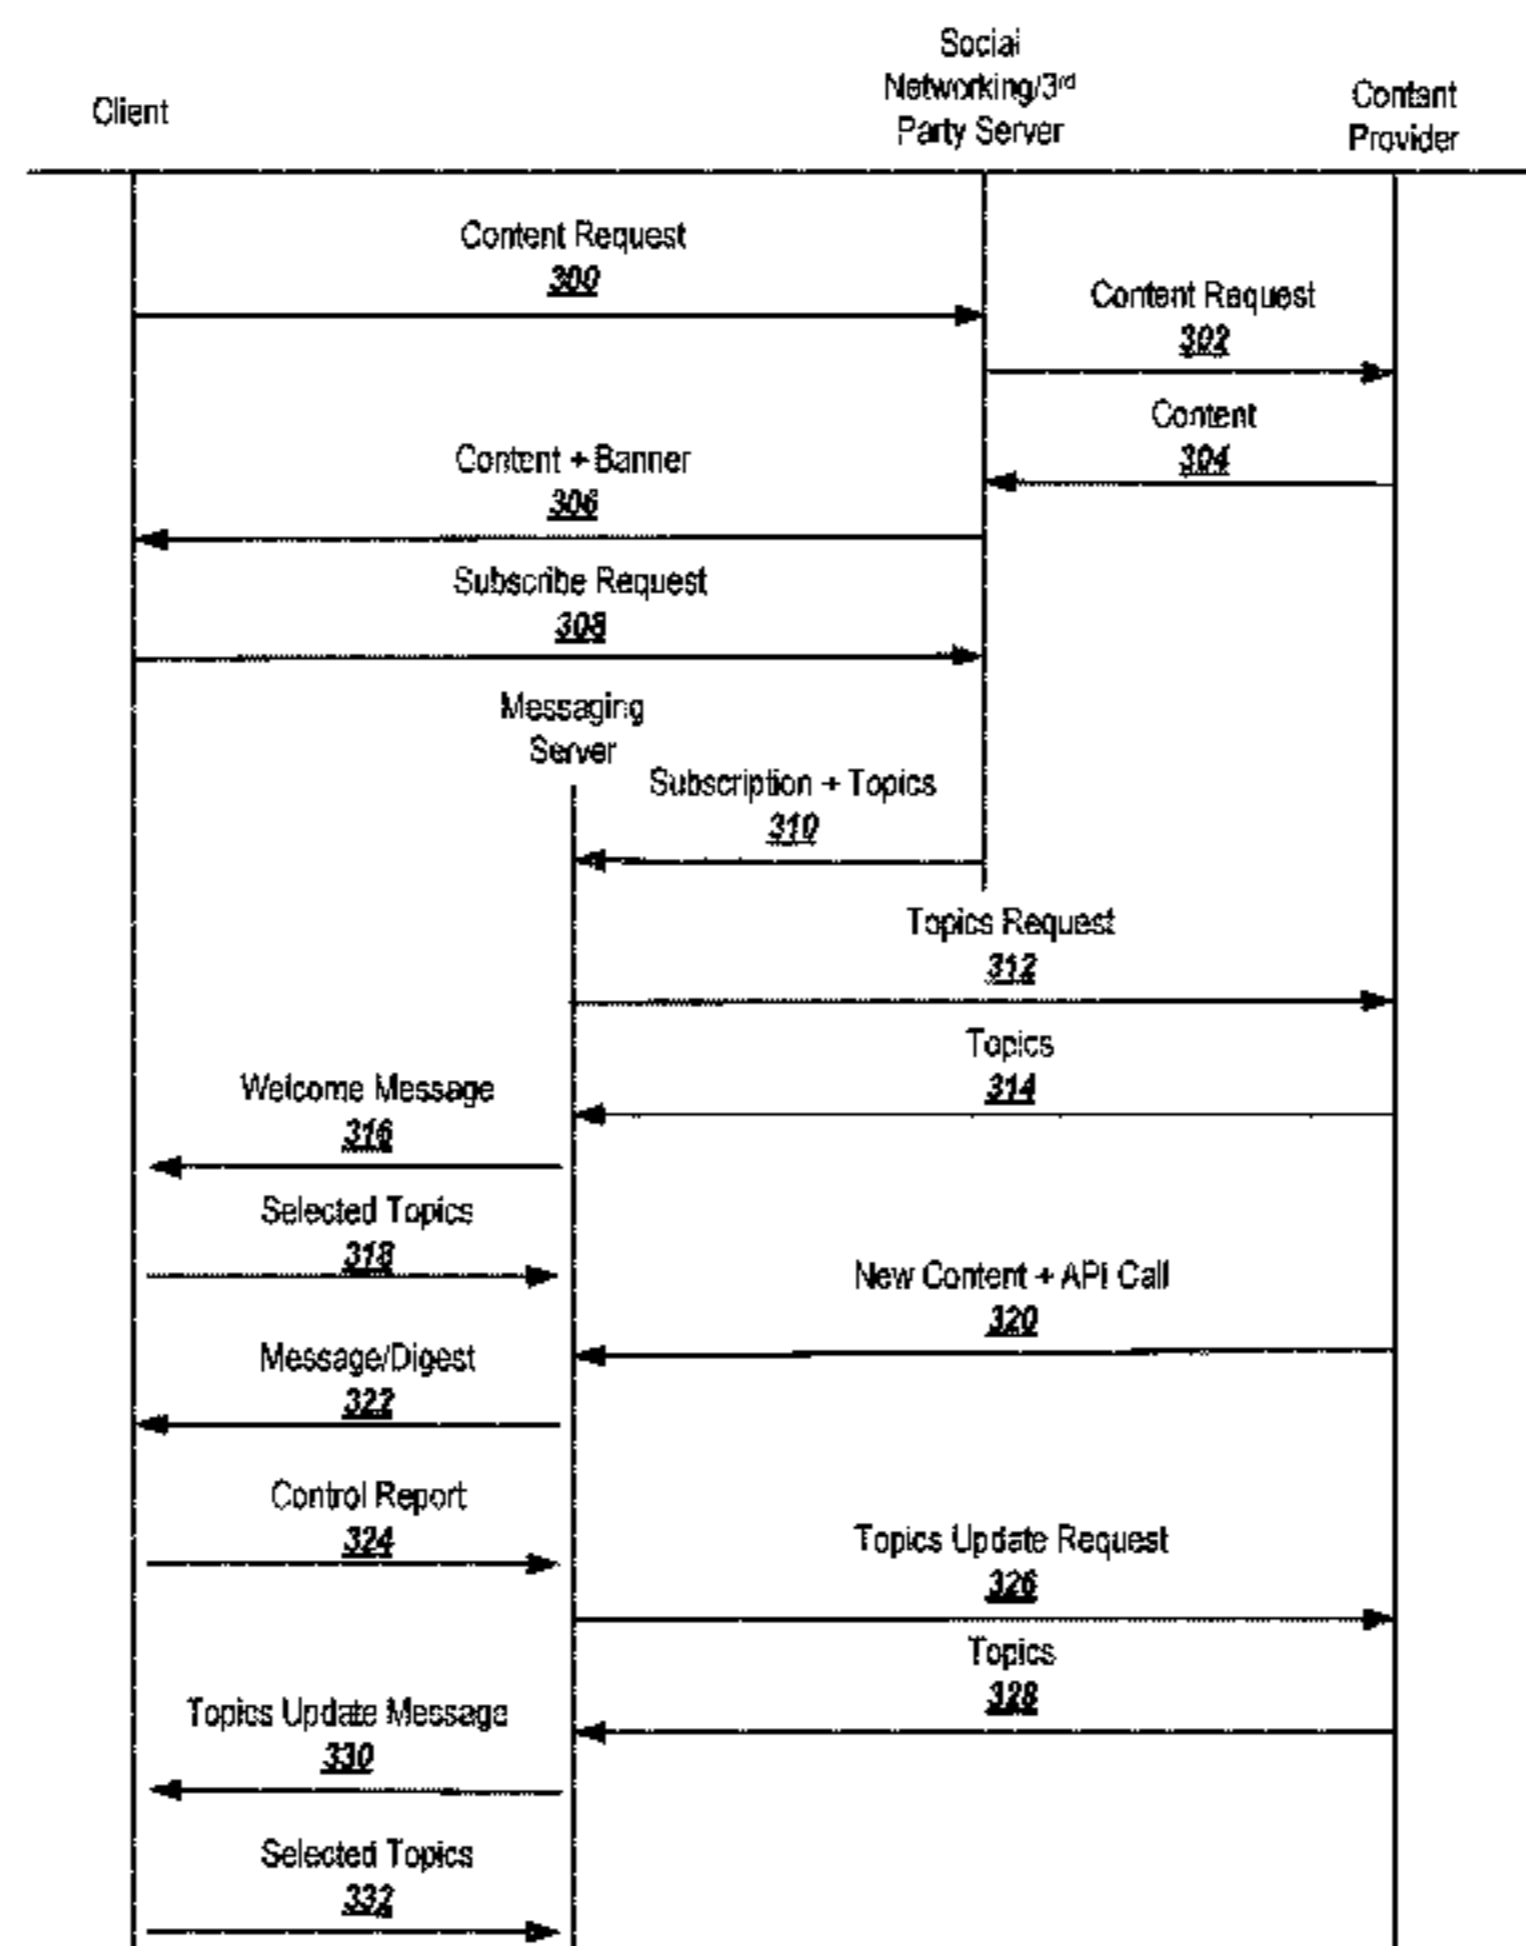 Client
Social
Networking/3rd
Party Server
Content
Provider
Content Request
300
Content Request
302
Content
304
Content + Banner
306
Subscribe Request
308
Messaging
Server
Subscription + Topics
310
Topics Request
312
Topics
314
Welcome Message
316
Selected Topics
318
New Content + API Call
320
Message/Digest
322
Control Report
324
Topics Update Request
326
Topics
328
Topics Update Message
330
Selected Topics
332